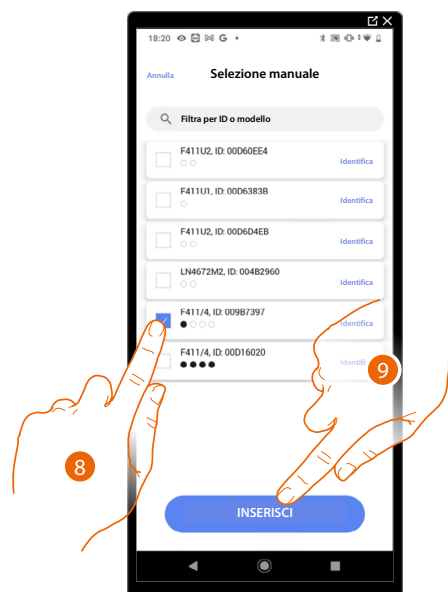 18:20 G
Annulla Selezione manuale
Filtra per ID o modello
F411U2, ID: 00D60EE4
Identifica
F411U1, ID: 00D6383B
Identifica
F411U2, ID: 00D6D4EB
Identifica
LN4672M2, ID: 004B2960
Identifica
F411/4, ID: 009B7397
Identifica
F411/4, ID: 00D16020
Identifi
9
8
INSERISCI